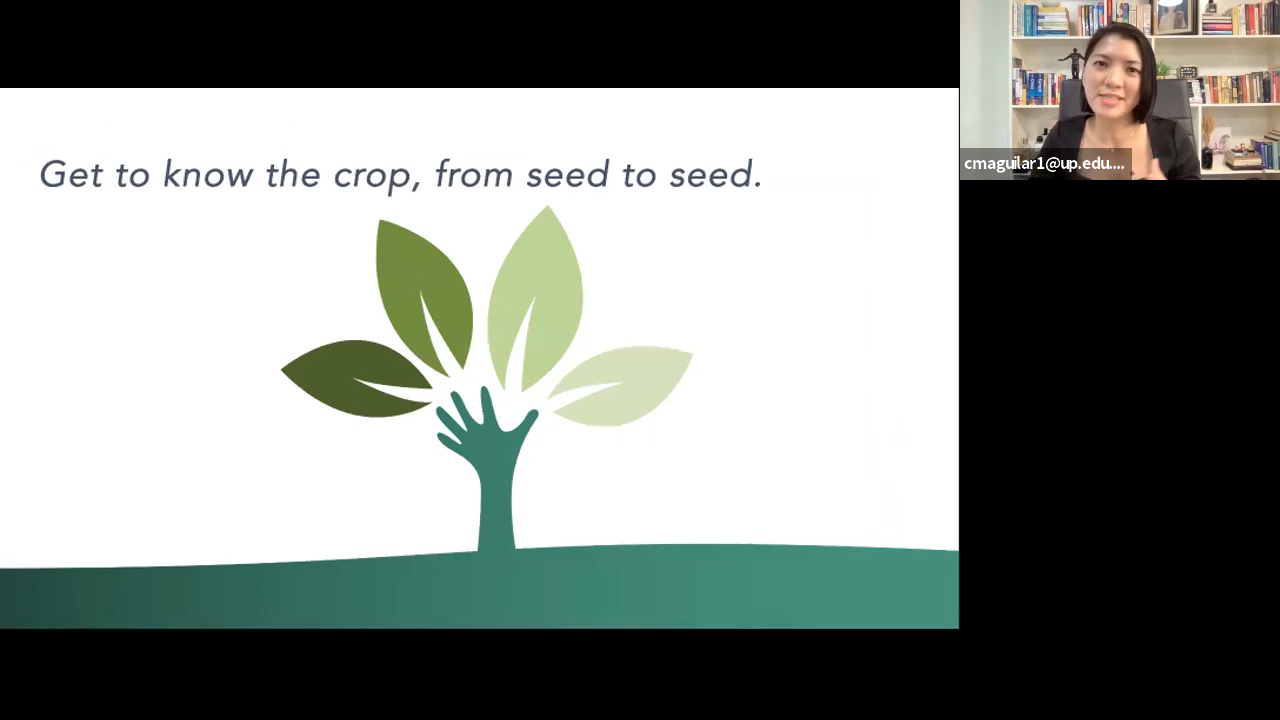 Get to know the crop, from seed to seed.
cmaguilar1@up.edu....